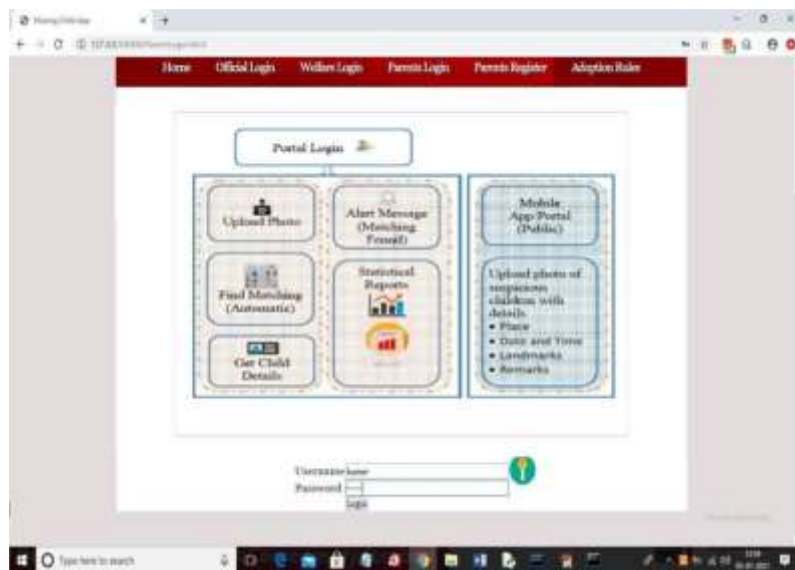 Home Official Login Welfare Login Parents Login Parents Register Adoption Rules
Portal Login
Upload Photo
Find Matching
(Automatic)
Get Child
Details
Alert Message
(Matching
Found)
Statistical
Reports
Mobile
App Portal
(Public)
Upload photo of
suspicious
children with
details
• Place
• Date and Time
• Landmarks
• Remarks
Username
Password
login
Type here to search